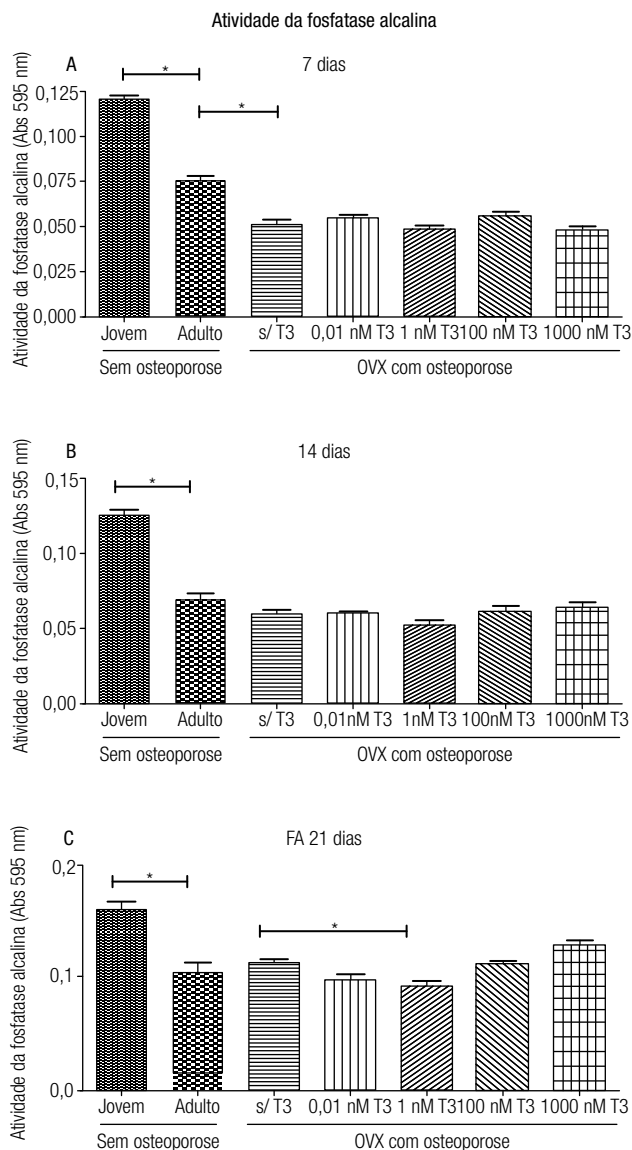 Atividade da fosfatase alcalina
A
7 dias
Atividade da fosfatase alcalina (Abs 595 nm)
*
*
0,125
0,100
0,075
0,050
0,025
0,000
Jovem Adulto s/ T3 0,01 nM T3 1 nM T3 100 nM T3 1000 nM T3
Sem osteoporose OVX com osteoporose
B
14 dias
Atividade da fosfatase alcalina (Abs 595 nm)
*
0,15
0,10
0,05
0,00
Jovem Adulto s/ T3 0,01nM T3 1nM T3 100nM T3 1000nM T3
Sem osteoporose OVX com osteoporose
C
FA 21 dias
Atividade da fosfatase alcalina (Abs 595 nm)
*
*
0,2
0,1
0,0
Jovem Adulto s/ T3 0,01 nM T3 1 nM T3 100 nM T3 1000 nM T3
Sem osteoporose OVX com osteoporose